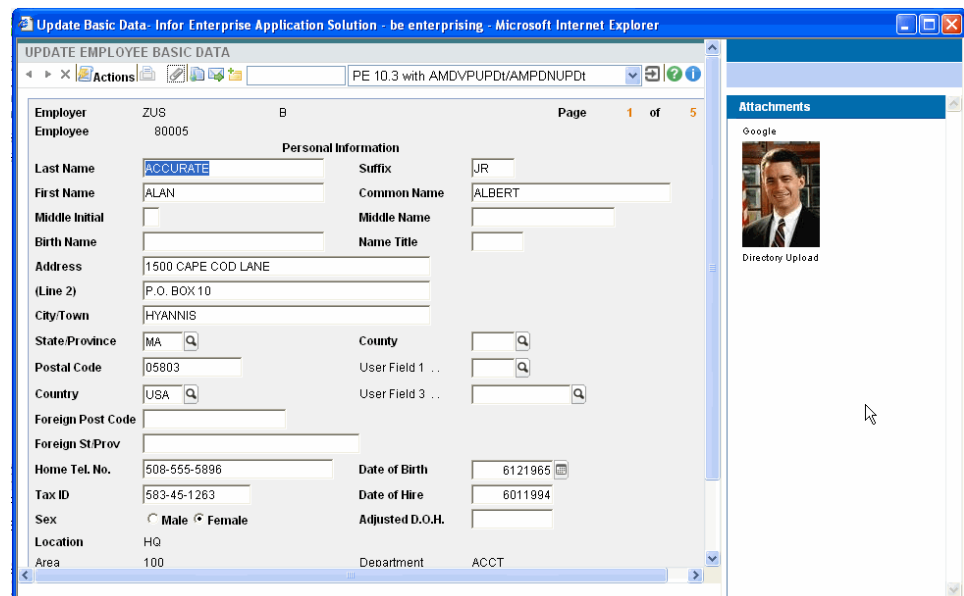 Update Basic Data- Infor Enterprise Application Solution - be enterprising - Microsoft Internet Explorer
UPDATE EMPLOYEE BASIC DATA
Actions PE 10.3 with AMDVPUPDt/AMPDNUPDt
Employer ZUS B Page 1 of 5
Employee 80005
Personal Information
Last Name ACCURATE Suffix JR
First Name ALAN Common Name ALBERT
Middle Initial Middle Name
Birth Name Name Title
Address 1500 CAPE COD LANE
(Line 2) P.O. BOX 10
City/Town HYANNIS
State/Province MA County
Postal Code 05803 User Field 1 . .
Country USA User Field 3 . .
Foreign Post Code
Foreign St/Prov
Home Tel. No. 508-555-5896 Date of Birth 6121965
Tax ID 583-45-1263 Date of Hire 6011994
Sex Male Female Adjusted D.O.H.
Location HQ
Area 100 Department ACCT
Attachments
Google
Directory Upload